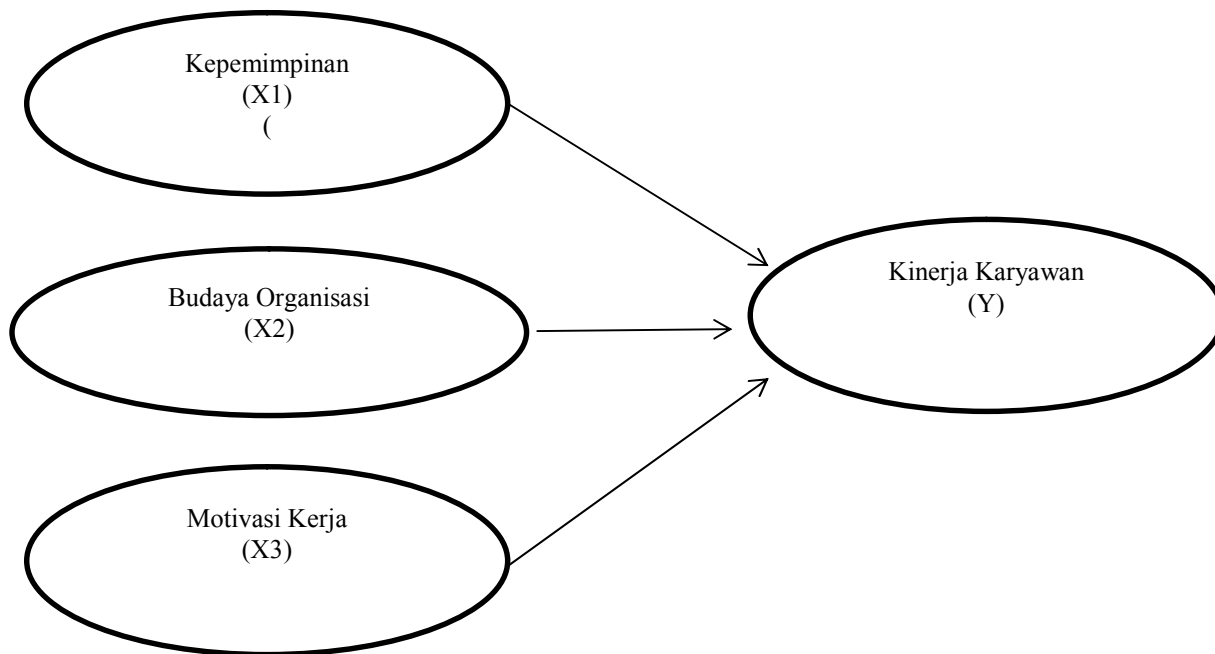 Kepemimpinan
(X1)
(
Budaya Organisasi
(X2)
Motivasi Kerja
(X3)
Kinerja Karyawan
(Y)